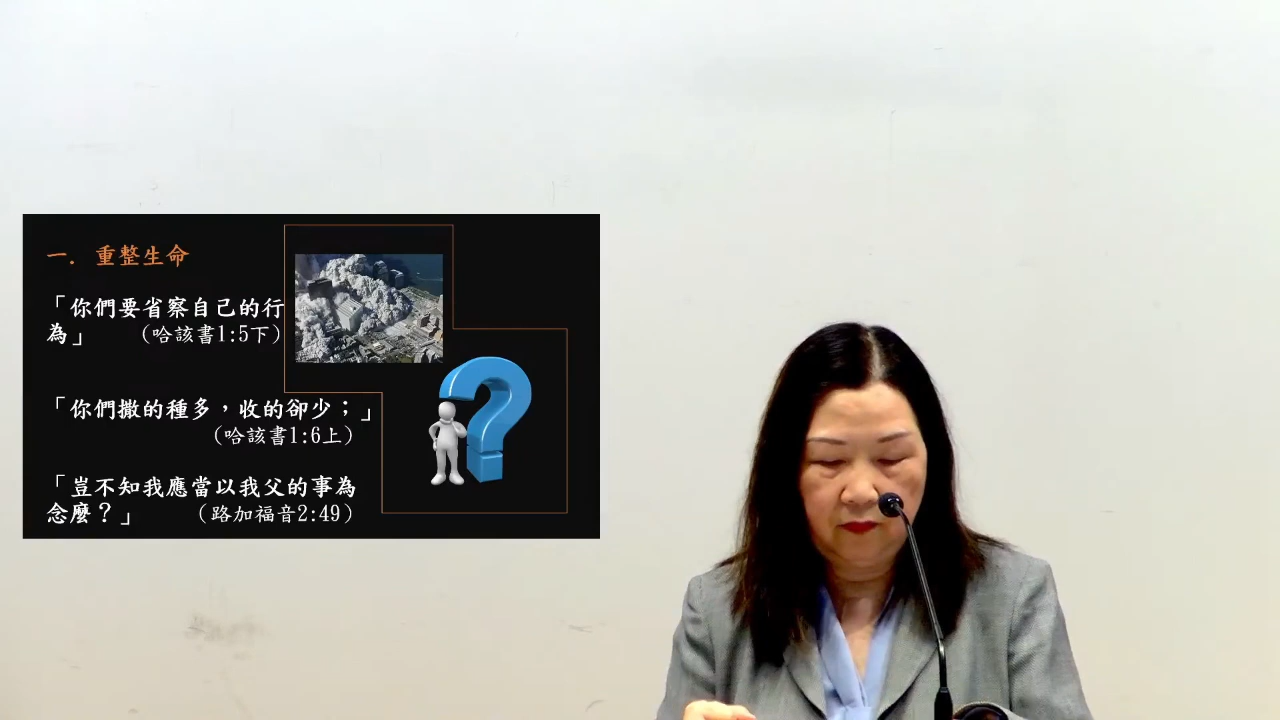 一. 重整生命
「你們要省察自己的行
為」 （哈該書1:5下）
「你們撒的種多，收的卻少；」
（哈該書1:6上）
「豈不知我應當以我父的事為
念麼？」 （路加福音2:49）